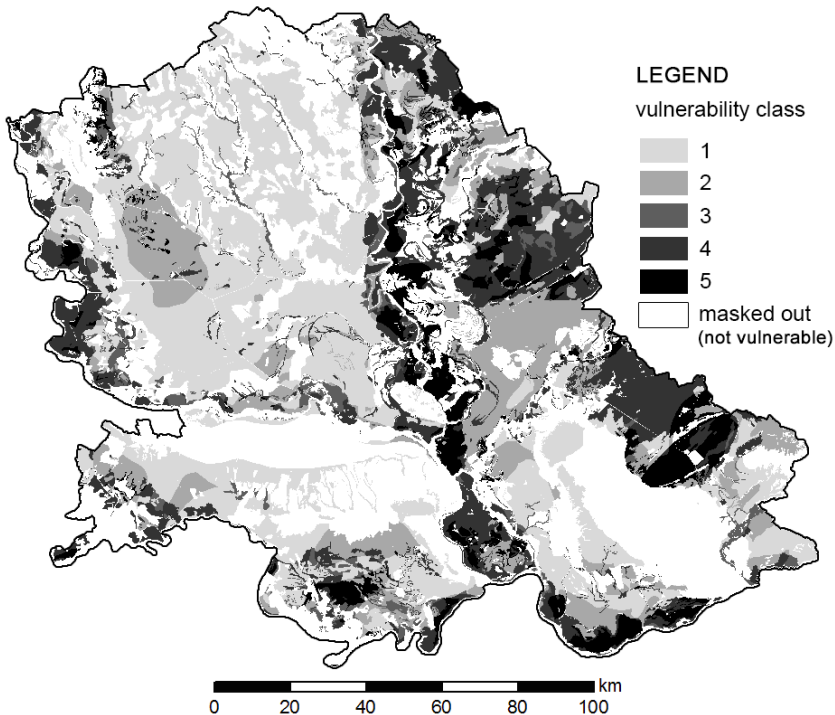 LEGEND
vulnerability class
1
2
3
4
5
masked out
(not vulnerable)
km
0 20 40 60 80 100